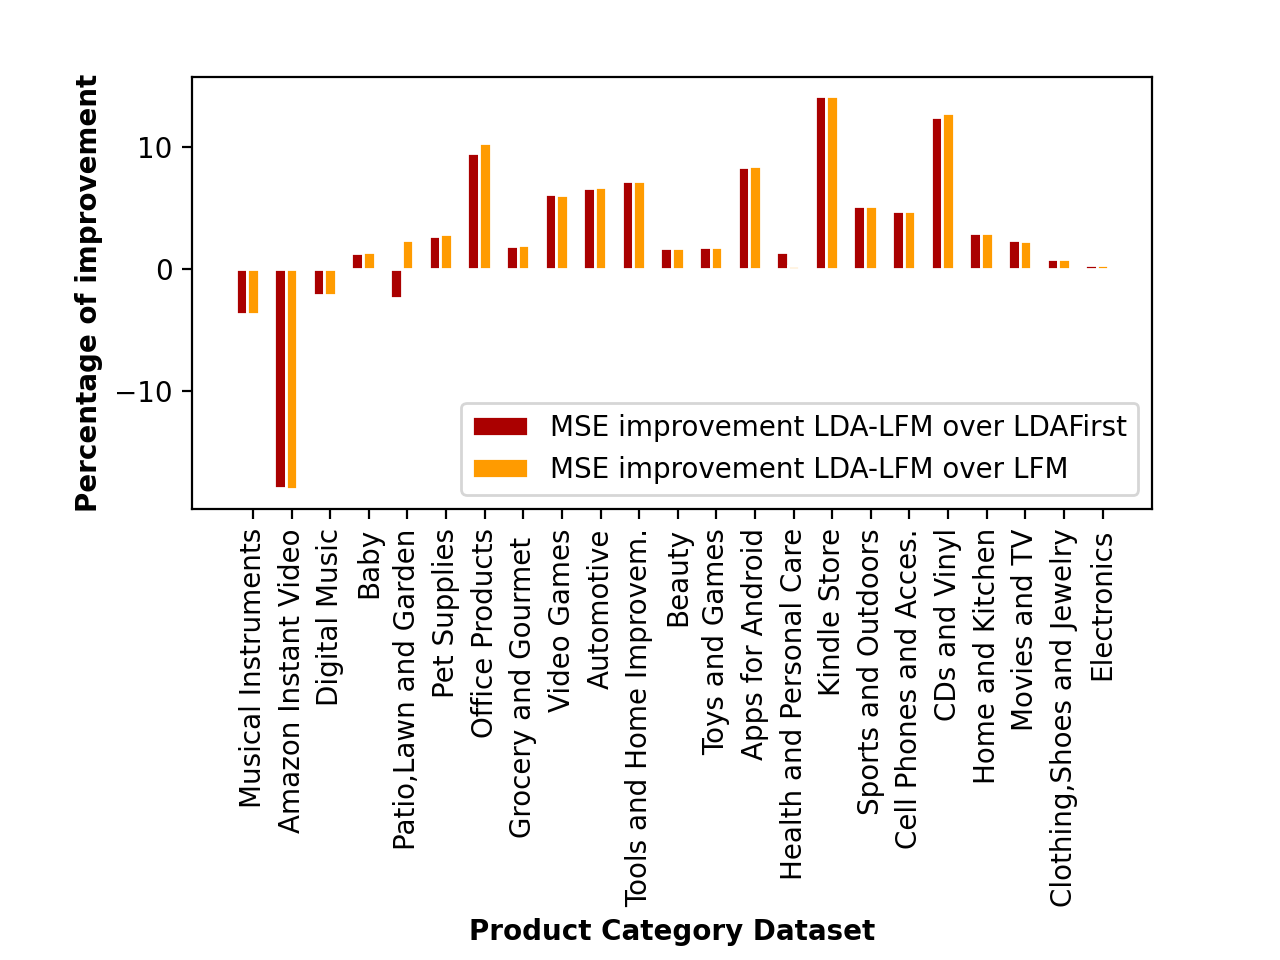 Percentage of improvement
10
0
−10
MSE improvement LDA-LFM over LDAFirst
MSE improvement LDA-LFM over LFM
Musical Instruments
Amazon Instant Video
Digital Music
Baby
Patio,Lawn and Garden
Pet Supplies
Office Products
Grocery and Gourmet
Video Games
Automotive
Tools and Home Improvem.
Beauty
Toys and Games
Apps for Android
Health and Personal Care
Kindle Store
Sports and Outdoors
Cell Phones and Acces.
CDs and Vinyl
Home and Kitchen
Movies and TV
Clothing,Shoes and Jewelry
Electronics
Product Category Dataset